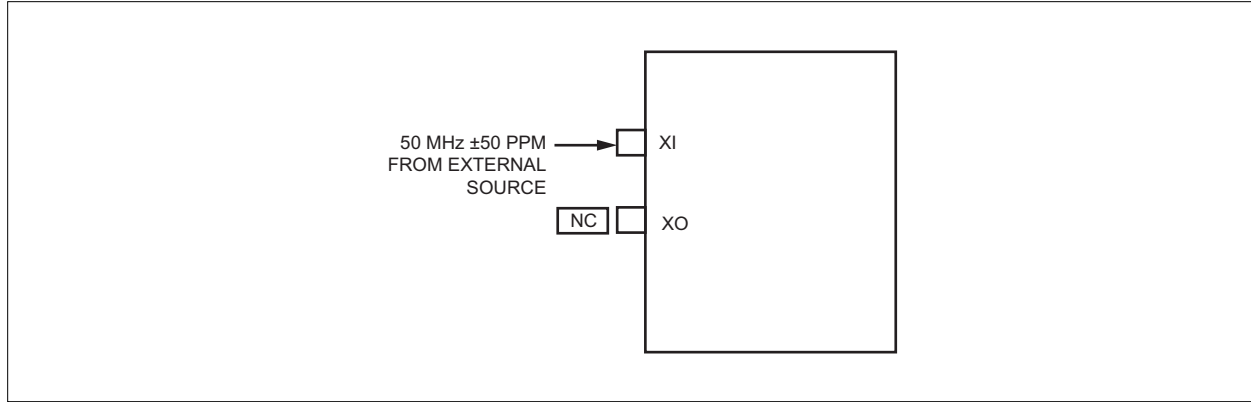 50 MHz ±50 PPM
FROM EXTERNAL
SOURCE
XI
NC
XO